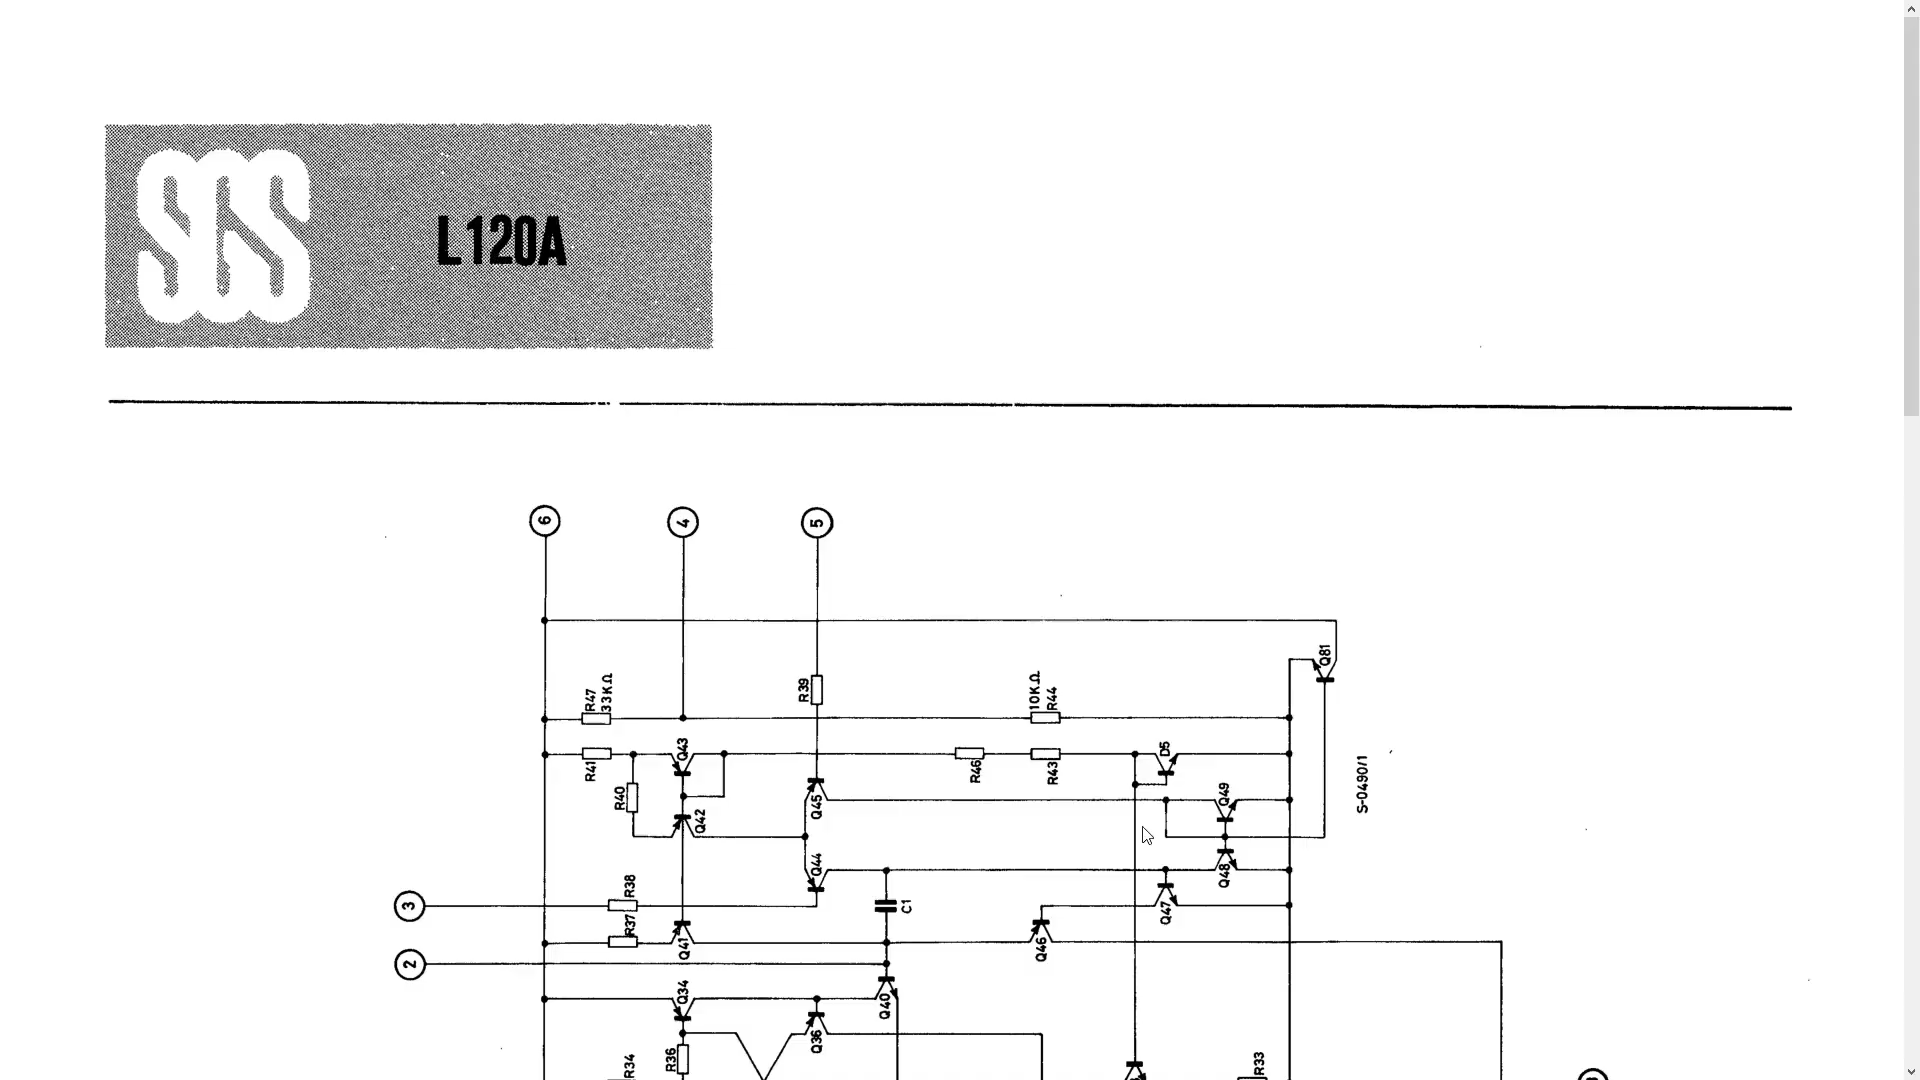 SGS
L120A
6
4
5
Q81
R47
33KΩ
R39
10KΩ
R44
R41
Q43
R46
R43
D5
S-0490/1
R40
Q42
Q45
Q49
Q44
Q48
3
R38
C1
Q47
R37
Q41
Q46
2
Q34
Q40
Q36
R36
R34
R33